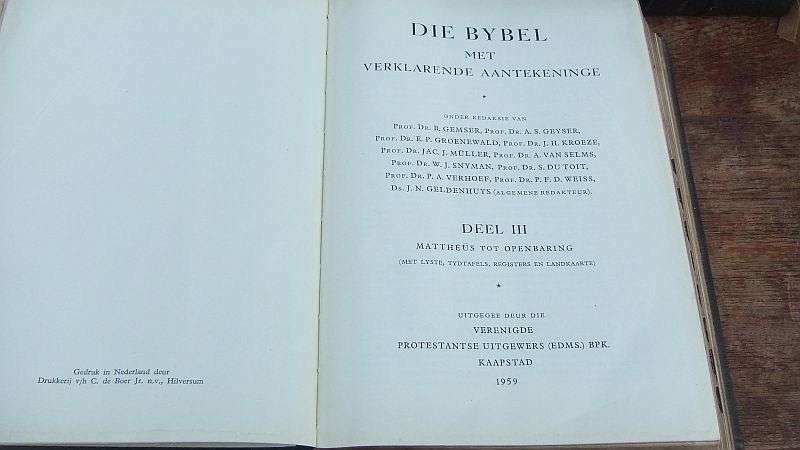 Gedruk in Nederland deur
Drukkerij v/h C. de Boer Jr. n.v., Hilversum
DIE BYBEL
MET
VERKLARENDE AANTEKENINGE
*
ONDER REDAKSIE VAN
PROF. DR. B. GEMSER, PROF. DR. A. S. GEYSER,
PROF. DR. E. P. GROENEWALD, PROF. DR. J. H. KROEZE,
PROF. DR. JAC. J. MÜLLER, PROF. DR. A. VAN SELMS,
PROF. DR. W. J. SNYMAN, PROF. DR. S. DU TOIT,
PROF. DR. P. A. VERHOEF, PROF. DR. P. F. D. WEISS,
DS. J. N. GELDENHUYS (ALGEMENE REDAKTEUR).
DEEL III
MATTHEÜS TOT OPENBARING
(MET LYSTE, TYDTAFELS, REGISTERS EN LANDKAARTE)
*
UITGEGEE DEUR DIE
VERENIGDE
PROTESTANTSE UITGEWERS (EDMS.) BPK.
KAAPSTAD
1959